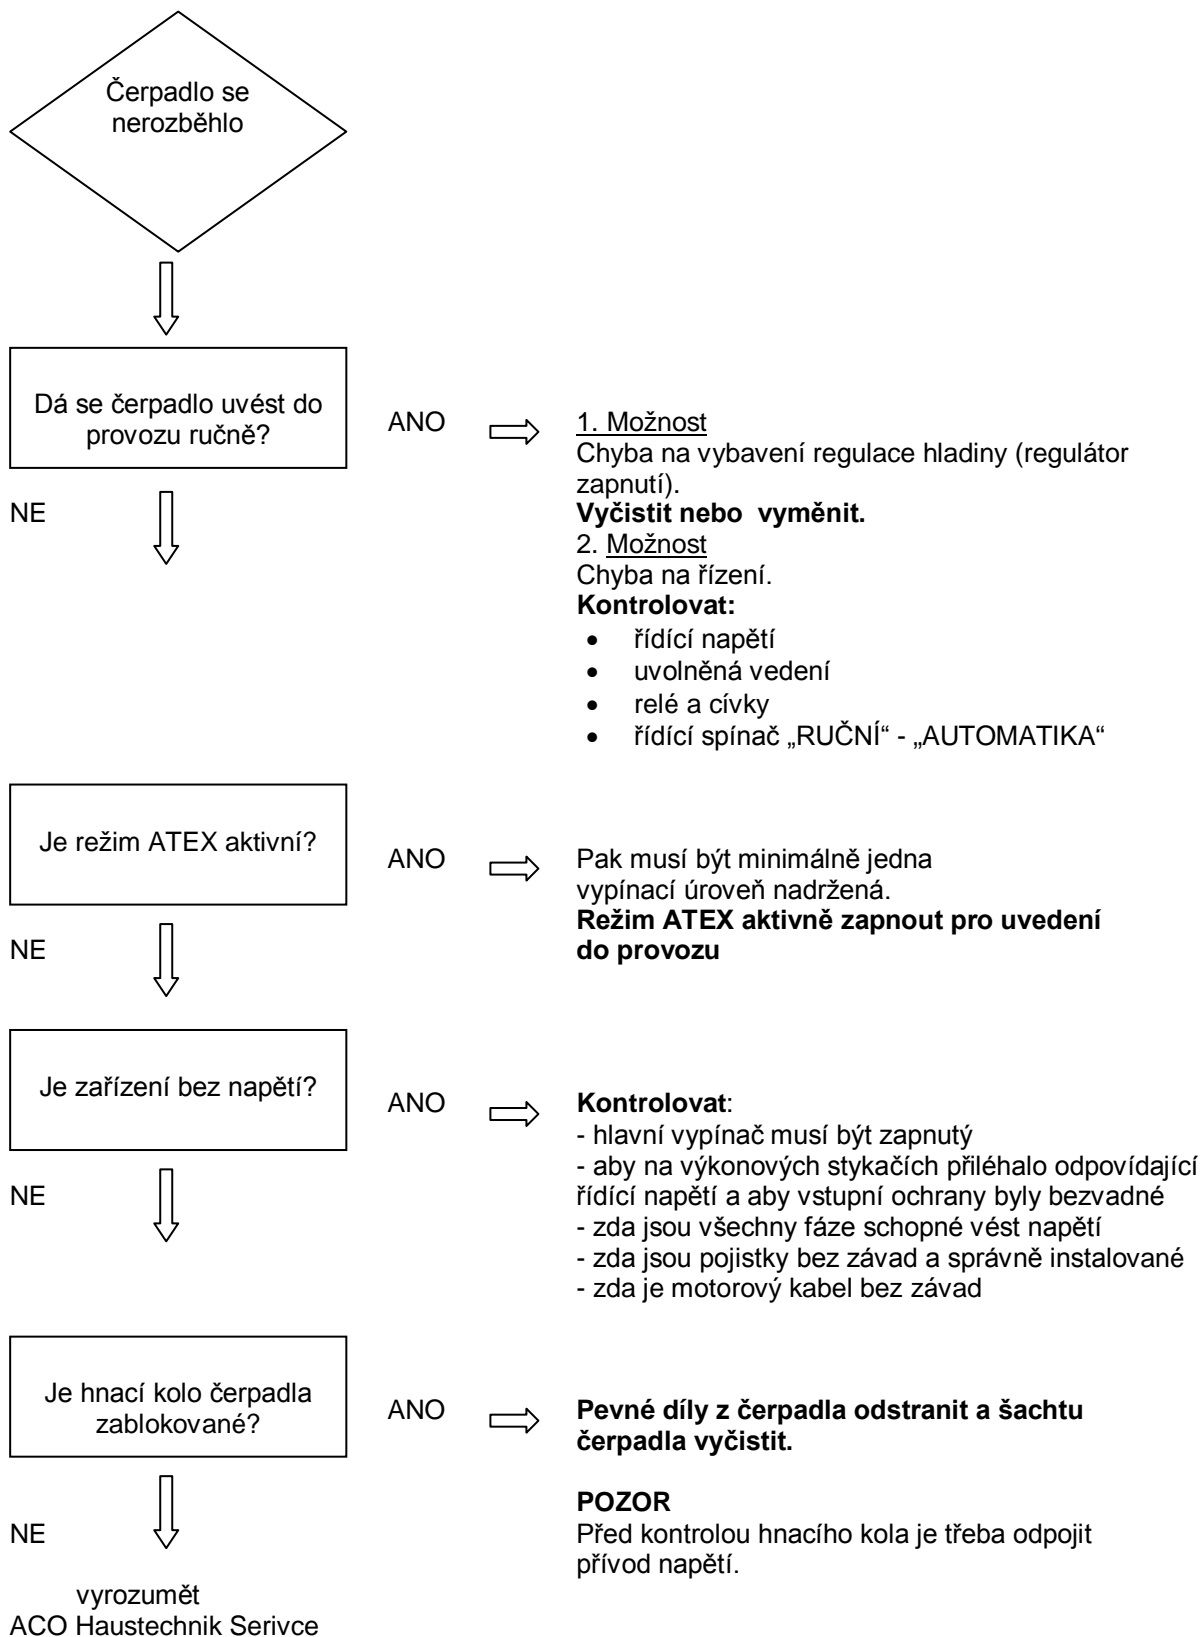 Čerpadlo se
nerozběhlo
Dá se čerpadlo uvést do
provozu ručně?
ANO
1. Možnost
Chyba na vybavení regulace hladiny (regulátor
zapnutí).
Vyčistit nebo  vyměnit.
2. Možnost
Chyba na řízení.
Kontrolovat:
• řídící napětí
• uvolněná vedení
• relé a cívky
• řídící spínač „RUČNÍ“ - „AUTOMATIKA“
NE
Je režim ATEX aktivní?
ANO
Pak musí být minimálně jedna
vypínací úroveň nadržená.
Režim ATEX aktivně zapnout pro uvedení
do provozu
NE
Je zařízení bez napětí?
ANO
Kontrolovat:
- hlavní vypínač musí být zapnutý
- aby na výkonových stykačích přiléhalo odpovídající
řídící napětí a aby vstupní ochrany byly bezvadné
- zda jsou všechny fáze schopné vést napětí
- zda jsou pojistky bez závad a správně instalované
- zda je motorový kabel bez závad
NE
Je hnací kolo čerpadla
zablokované?
ANO
Pevné díly z čerpadla odstranit a šachtu
čerpadla vyčistit.
POZOR
Před kontrolou hnacího kola je třeba odpojit
přívod napětí.
NE
vyrozumět
ACO Haustechnik Serivce